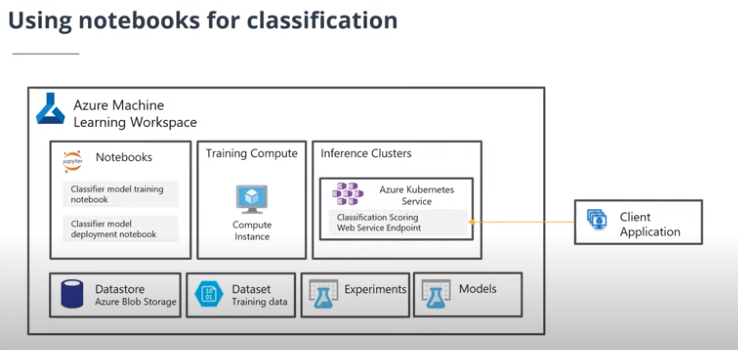 Using notebooks for classification
Azure Machine
Learning Workspace
jupyter
Notebooks
Classifier model training
notebook
Classifier model
deployment notebook
Training Compute
Compute
Instance
Inference Clusters
Azure Kubernetes
Service
Classification Scoring
Web Service Endpoint
Client
Application
Datastore
Azure Blob Storage
10
01
Dataset
Training data
Experiments
Models